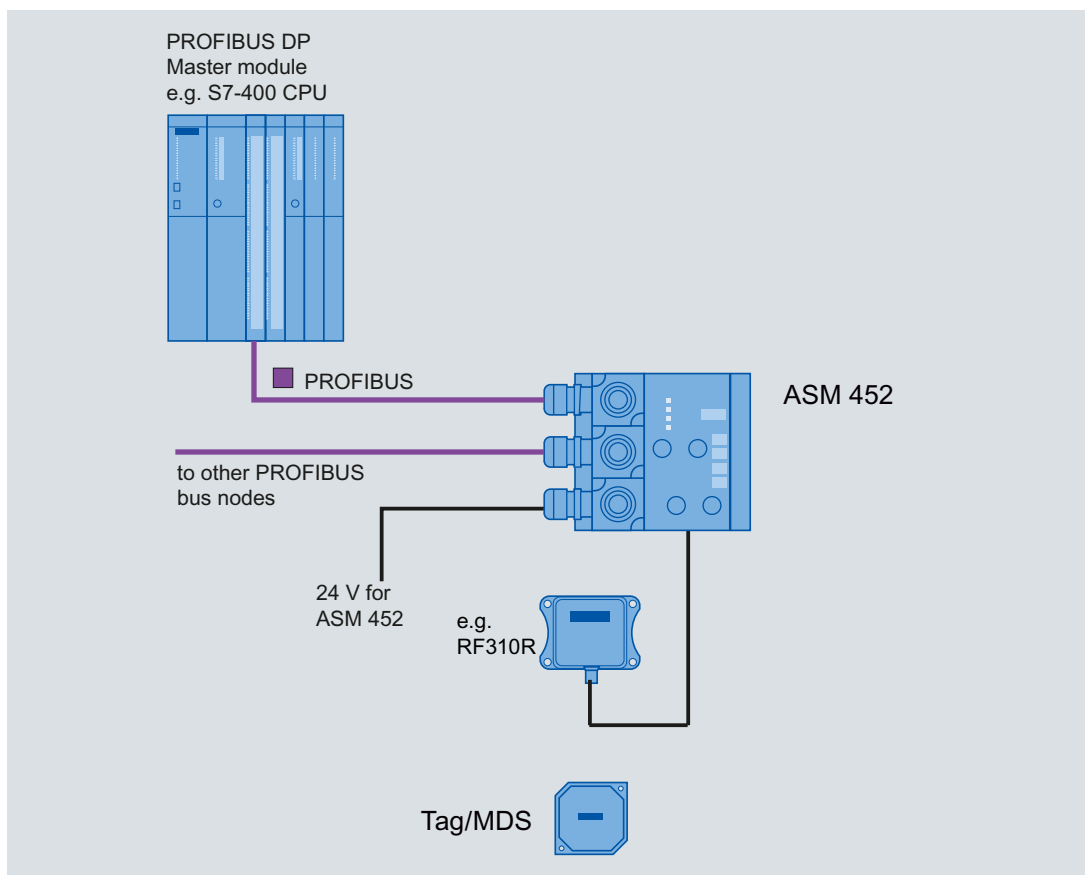 PROFIBUS DP
Master module
e.g. S7-400 CPU
PROFIBUS
ASM 452
to other PROFIBUS
bus nodes
24 V for
ASM 452
e.g.
RF310R
Tag/MDS